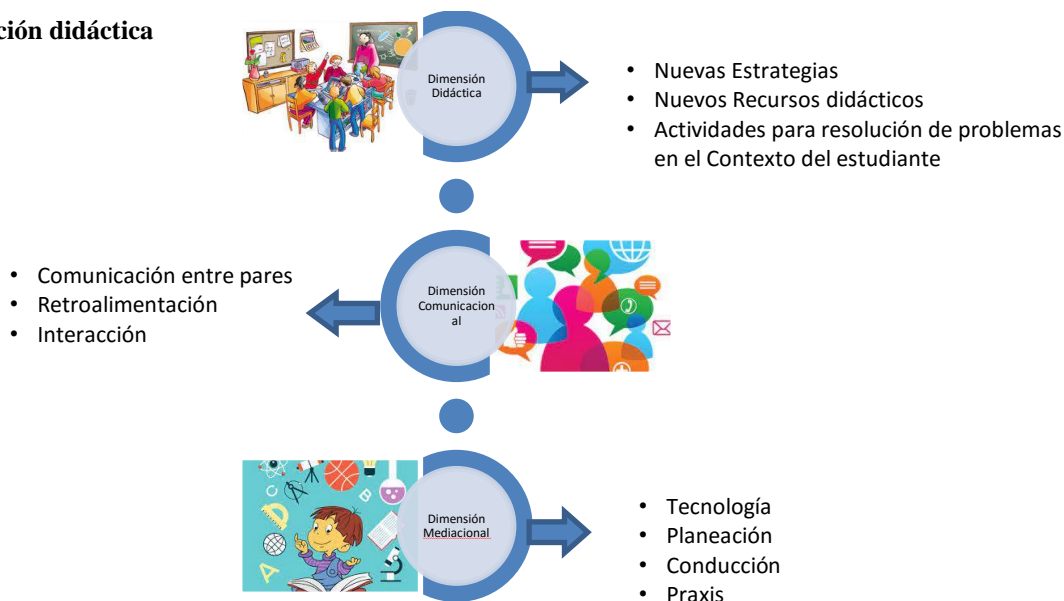 ción didáctica
Dimensión
Didáctica
• Nuevas Estrategias
• Nuevos Recursos didácticos
• Actividades para resolución de problemas
en el Contexto del estudiante
• Comunicación entre pares
• Retroalimentación
• Interacción
Dimensión
Comunicacion
al
Dimensión
Mediacional
• Tecnología
• Planeación
• Conducción
• Praxis